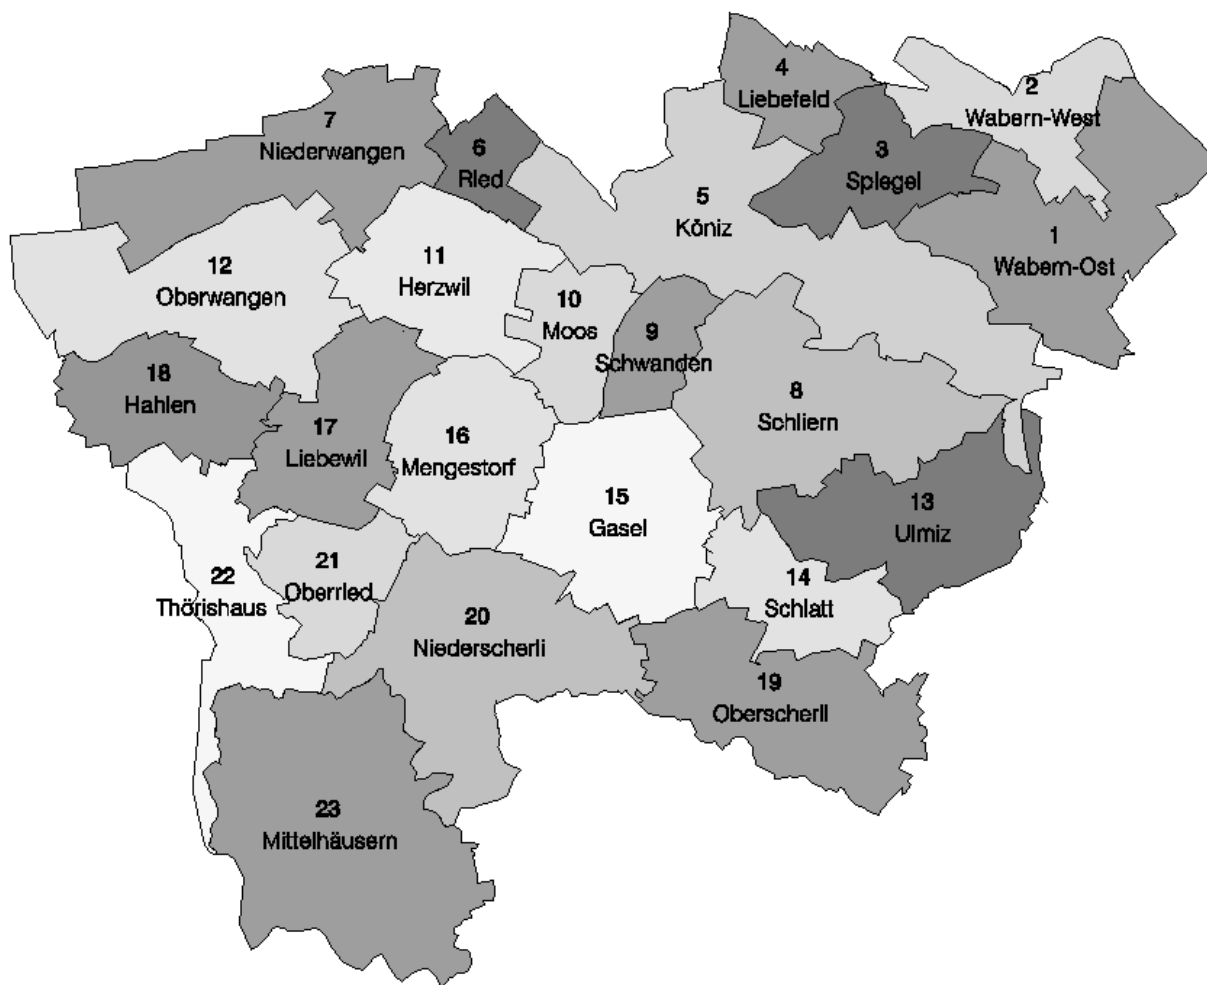 4
Liebefeld
2
Wabern-West
7
Niederwangen
6
Ried
3
Spiegel
5
Köniz
1
Wabern-Ost
12
Oberwangen
11
Herzwil
10
Moos
9
Schwanden
18
Hahlen
8
Schliern
17
Liebewil
16
Mengestorf
15
Gasel
13
Ulmiz
22
Thörishaus
21
Oberried
14
Schlatt
20
Niederscherli
19
Oberscherli
23
Mittelhäusern